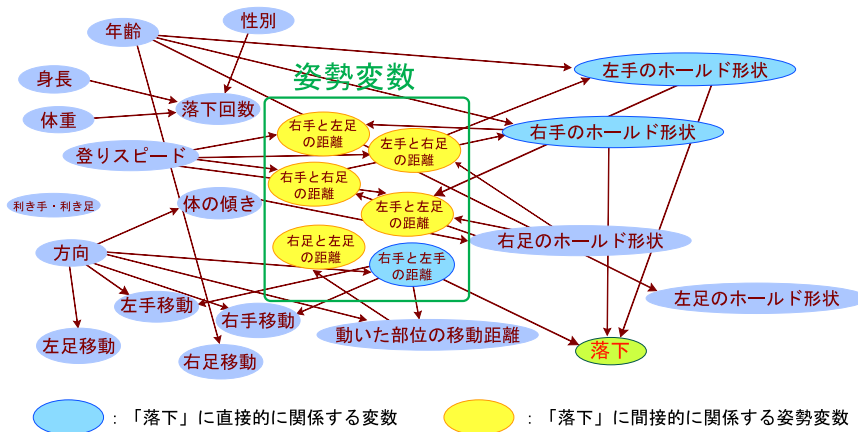 性別
年齢
姿勢変数
左手のホールド形状
身長
落下回数
体重
右手と左足
の距離
左手と右足
の距離
右手のホールド形状
登りスピード
右手と右足
の距離
利き手・利き足
体の傾き
左手と左足
の距離
右足のホールド形状
方向
右足と左足
の距離
右手と左手
の距離
左足のホールド形状
左手移動
右手移動
動いた部位の移動距離
左足移動
右足移動
落下
：「落下」に直接的に関係する変数
：「落下」に間接的に関係する姿勢変数